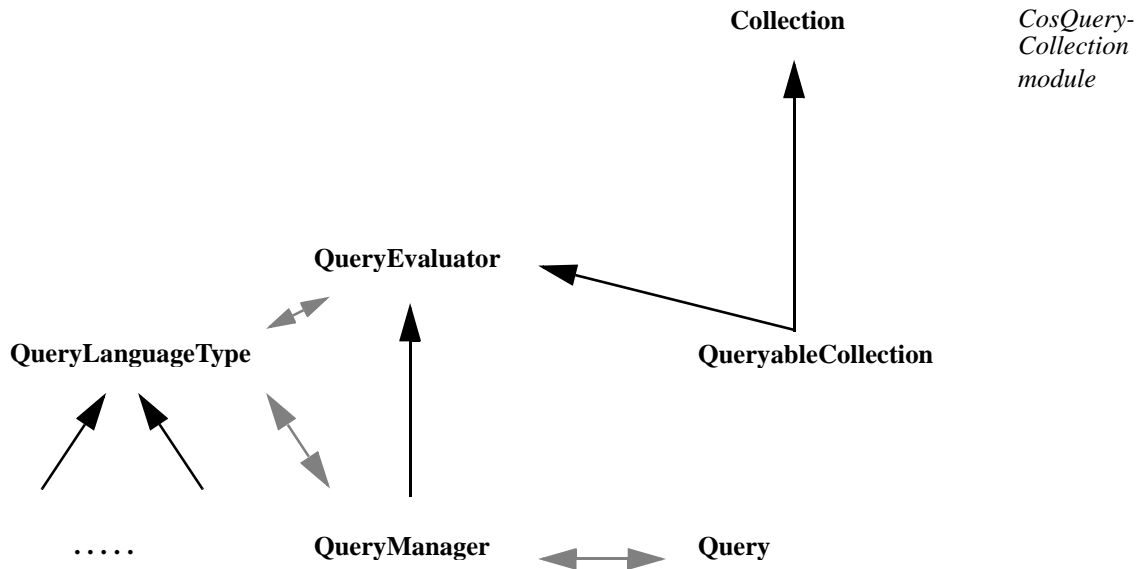 Collection
CosQuery-
Collection
module
QueryEvaluator
QueryLanguageType
QueryableCollection
.....
QueryManager
Query